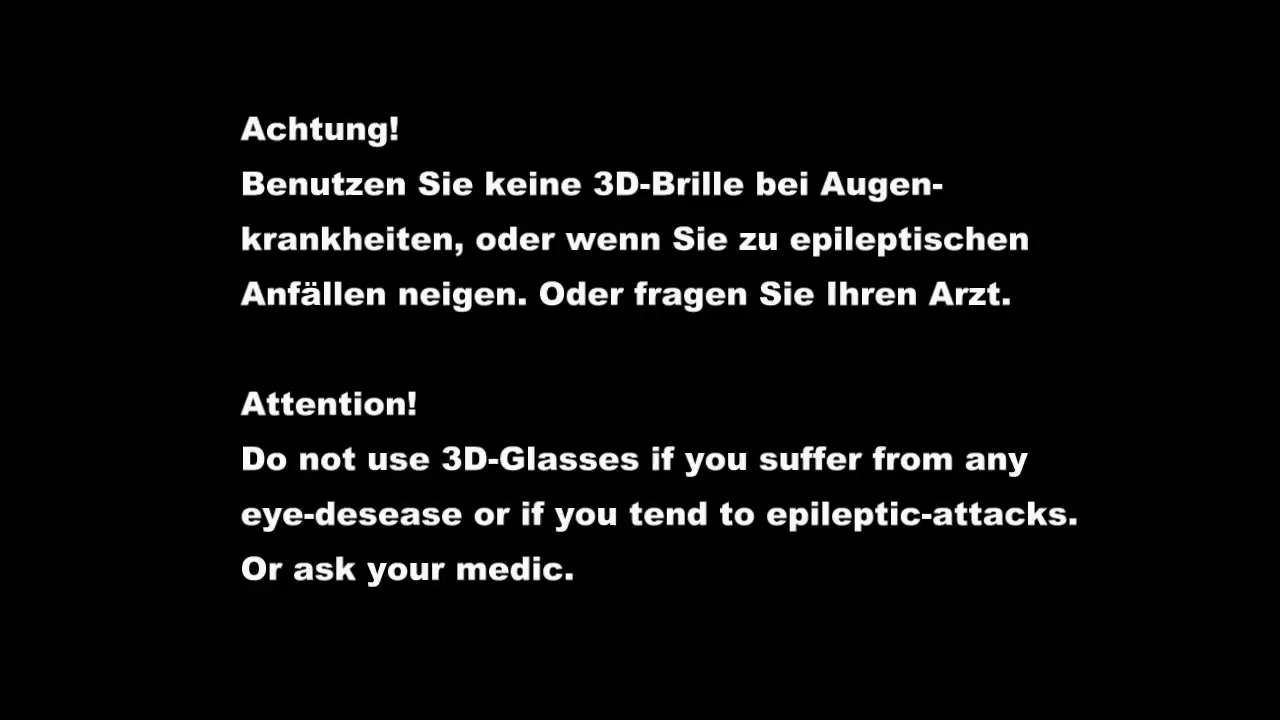 Achtung!
Benutzen Sie keine 3D-Brille bei Augen-
krankheiten, oder wenn Sie zu epileptischen
Anfällen neigen. Oder fragen Sie Ihren Arzt.
Attention!
Do not use 3D-Glasses if you suffer from any
eye-desease or if you tend to epileptic-attacks.
Or ask your medic.